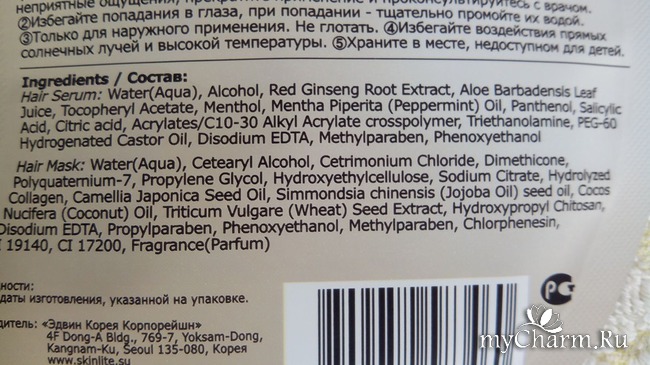 неприятные ощущения, прекратите применение и проконсультируйтесь с врачом.
②Избегайте попадания в глаза, при попадании - тщательно промойте их водой.
③Только для наружного применения. Не глотать. ④Избегайте воздействия прямых
солнечных лучей и высокой температуры. ⑤Храните в месте, недоступном для детей.
Ingredients / Состав:
Hair Serum: Water(Aqua), Alcohol, Red Ginseng Root Extract, Aloe Barbadensis Leaf
Juice, Tocopheryl Acetate, Menthol, Mentha Piperita (Peppermint) Oil, Panthenol, Salicylic
Acid, Citric acid, Acrylates/C10-30 Alkyl Acrylate crosspolymer, Triethanolamine, PEG-60
Hydrogenated Castor Oil, Disodium EDTA, Methylparaben, Phenoxyethanol
Hair Mask: Water(Aqua), Cetearyl Alcohol, Cetrimonium Chloride, Dimethicone,
Polyquaternium-7, Propylene Glycol, Hydroxyethylcellulose, Sodium Citrate, Hydrolyzed
Collagen, Camellia Japonica Seed Oil, Simmondsia chinensis (Jojoba Oil) seed oil, Cocos
Nucifera (Coconut) Oil, Triticum Vulgare (Wheat) Seed Extract, Hydroxypropyl Chitosan,
Disodium EDTA, Propylparaben, Phenoxyethanol, Methylparaben, Chlorphenesin,
I 19140, CI 17200, Fragrance(Parfum)
ности:
даты изготовления, указанной на упаковке.
дитель: «Эдвин Корея Корпорейшн»
4F Dong-A Bldg., 769-7, Yoksam-Dong,
Kangnam-Ku, Seoul 135-080, Корея
www.skinlite.su
PG
myCharm.Ru